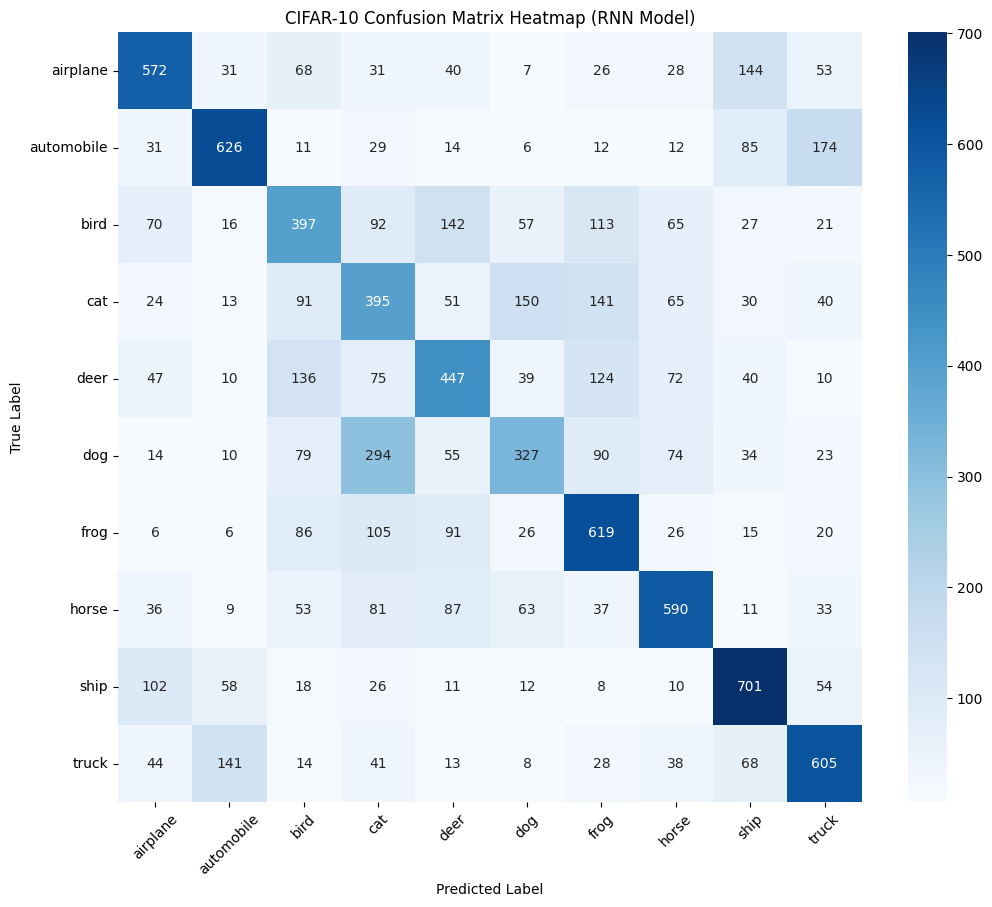 CIFAR-10 Confusion Matrix Heatmap (RNN Model)
airplane 572 31 68 31 40 7 26 28 144 53
automobile 31 626 11 29 14 6 12 12 85 174
bird 70 16 397 92 142 57 113 65 27 21
cat 24 13 91 395 51 150 141 65 30 40
deer 47 10 136 75 447 39 124 72 40 10
dog 14 10 79 294 55 327 90 74 34 23
frog 6 6 86 105 91 26 619 26 15 20
horse 36 9 53 81 87 63 37 590 11 33
ship 102 58 18 26 11 12 8 10 701 54
truck 44 141 14 41 13 8 28 38 68 605
airplane automobile bird cat deer dog frog horse ship truck
Predicted Label
True Label
700
600
500
400
300
200
100